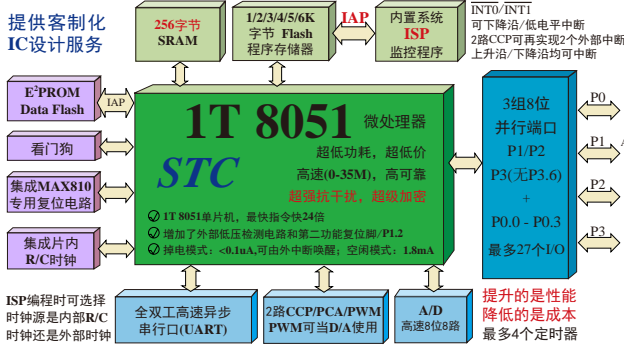 提供客制化
IC设计服务
256字节
SRAM
1/2/3/4/5/6K
字节 Flash
程序存储器
IAP
内置系统
ISP
监控程序
INT0/INT1
可下降沿/低电平中断
2路CCP可再实现2个外部中断
上升沿/下降沿均可中断
E²PROM
Data Flash
IAP
看门狗
集成MAX810
专用复位电路
集成片内
R/C时钟
1T 8051 微处理器
STC
超低功耗，超低价
高速(0-35M)，高可靠
超强抗干扰，超级加密
1T 8051单片机，最快指令快24倍
增加了外部低压检测电路和第二功能复位脚/P1.2
掉电模式：<0.1uA,可由外中断唤醒；空闲模式：1.8mA
3组8位
并行端口
P1/P2
P3(无P3.6)
+
P0.0 - P0.3
最多27个I/O
P0
P1
P2
P3
ISP编程时可选择
时钟源是内部R/C
时钟还是外部时钟
全双工高速异步
串行口(UART)
2路CCP/PCA/PWM
PWM可当D/A使用
A/D
高速8位8路
提升的是性能
降低的是成本
最多4个定时器